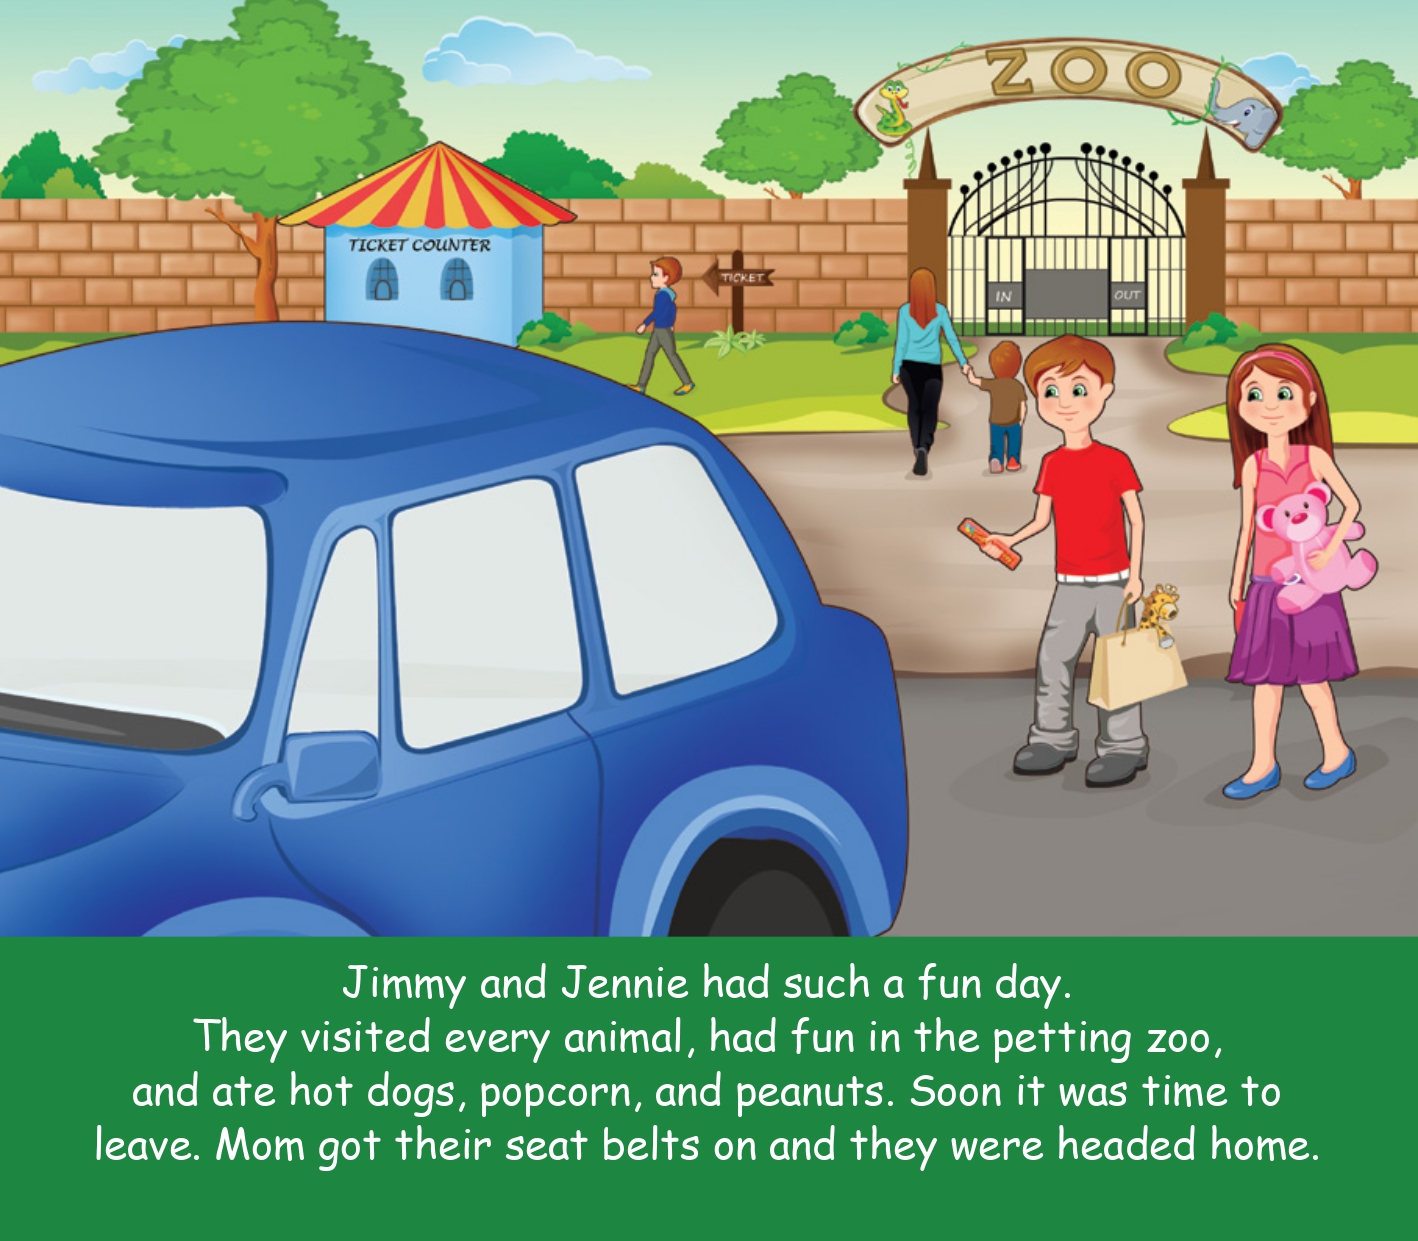 ZOO
TICKET COUNTER
TICKET
IN
OUT
Jimmy and Jennie had such a fun day.
They visited every animal, had fun in the petting zoo,
and ate hot dogs, popcorn, and peanuts. Soon it was time to
leave. Mom got their seat belts on and they were headed home.